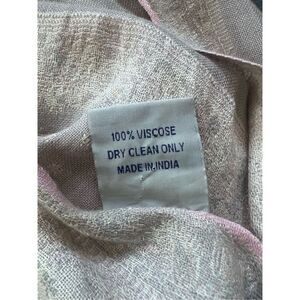 100% VISCOSE
DRY CLEAN ONLY
MADE IN INDIA